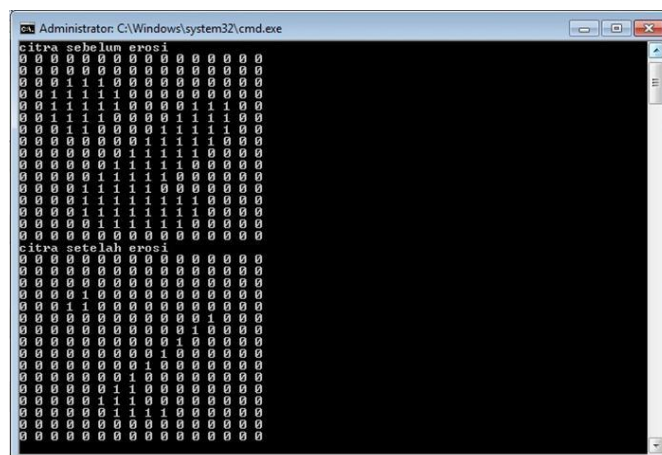 Administrator: C:\Windows\system32\cmd.exe
citra sebelum erosi
0 0 0 0 0 0 0 0 0 0 0 0 0 0 0 0
0 0 0 0 0 0 0 0 0 0 0 0 0 0 0 0
0 0 0 1 1 1 0 0 0 0 0 0 0 0 0 0
0 0 1 1 1 1 1 0 0 0 0 0 0 0 0 0
0 0 1 1 1 1 1 0 0 0 0 1 1 1 0 0
0 0 1 1 1 1 0 0 0 0 1 1 1 1 0 0
0 0 0 1 1 0 0 0 0 1 1 1 1 1 0 0
0 0 0 0 0 0 0 0 1 1 1 1 1 0 0 0
0 0 0 0 0 0 0 1 1 1 1 1 0 0 0 0
0 0 0 0 0 0 1 1 1 1 1 0 0 0 0 0
0 0 0 0 0 1 1 1 1 1 0 0 0 0 0 0
0 0 0 0 1 1 1 1 1 0 0 0 0 0 0 0
0 0 0 0 1 1 1 1 1 1 1 1 0 0 0 0
0 0 0 0 1 1 1 1 1 1 1 1 0 0 0 0
0 0 0 0 0 1 1 1 1 1 1 0 0 0 0 0
0 0 0 0 0 0 0 0 0 0 0 0 0 0 0 0
citra setelah erosi
0 0 0 0 0 0 0 0 0 0 0 0 0 0 0 0
0 0 0 0 0 0 0 0 0 0 0 0 0 0 0 0
0 0 0 0 0 0 0 0 0 0 0 0 0 0 0 0
0 0 0 0 1 0 0 0 0 0 0 0 0 0 0 0
0 0 0 1 1 0 0 0 0 0 0 0 0 0 0 0
0 0 0 0 0 0 0 0 0 0 0 0 1 0 0 0
0 0 0 0 0 0 0 0 0 0 0 1 0 0 0 0
0 0 0 0 0 0 0 0 0 0 1 0 0 0 0 0
0 0 0 0 0 0 0 0 0 1 0 0 0 0 0 0
0 0 0 0 0 0 0 0 1 0 0 0 0 0 0 0
0 0 0 0 0 0 0 1 0 0 0 0 0 0 0 0
0 0 0 0 0 0 1 1 0 0 0 0 0 0 0 0
0 0 0 0 0 1 1 1 0 0 0 0 0 0 0 0
0 0 0 0 0 0 1 1 1 1 0 0 0 0 0 0
0 0 0 0 0 0 0 0 0 0 0 0 0 0 0 0
0 0 0 0 0 0 0 0 0 0 0 0 0 0 0 0